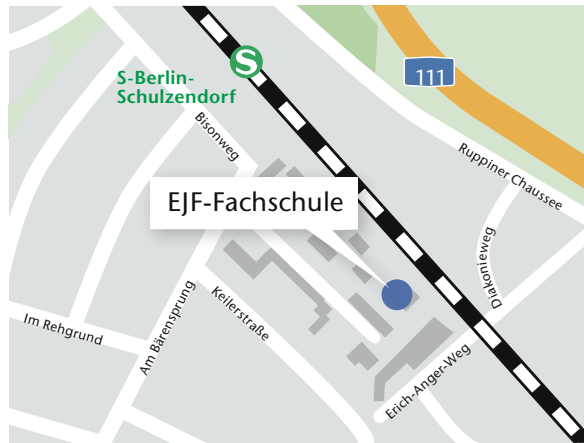 S
S-Berlin-
Schulzendorf
111
Bisonweg
Ruppiner Chaussee
EJF-Fachschule
Diakonieweg
Keilerstraße
Am Bärensprung
Im Rehgrund
Erich-Anger-Weg